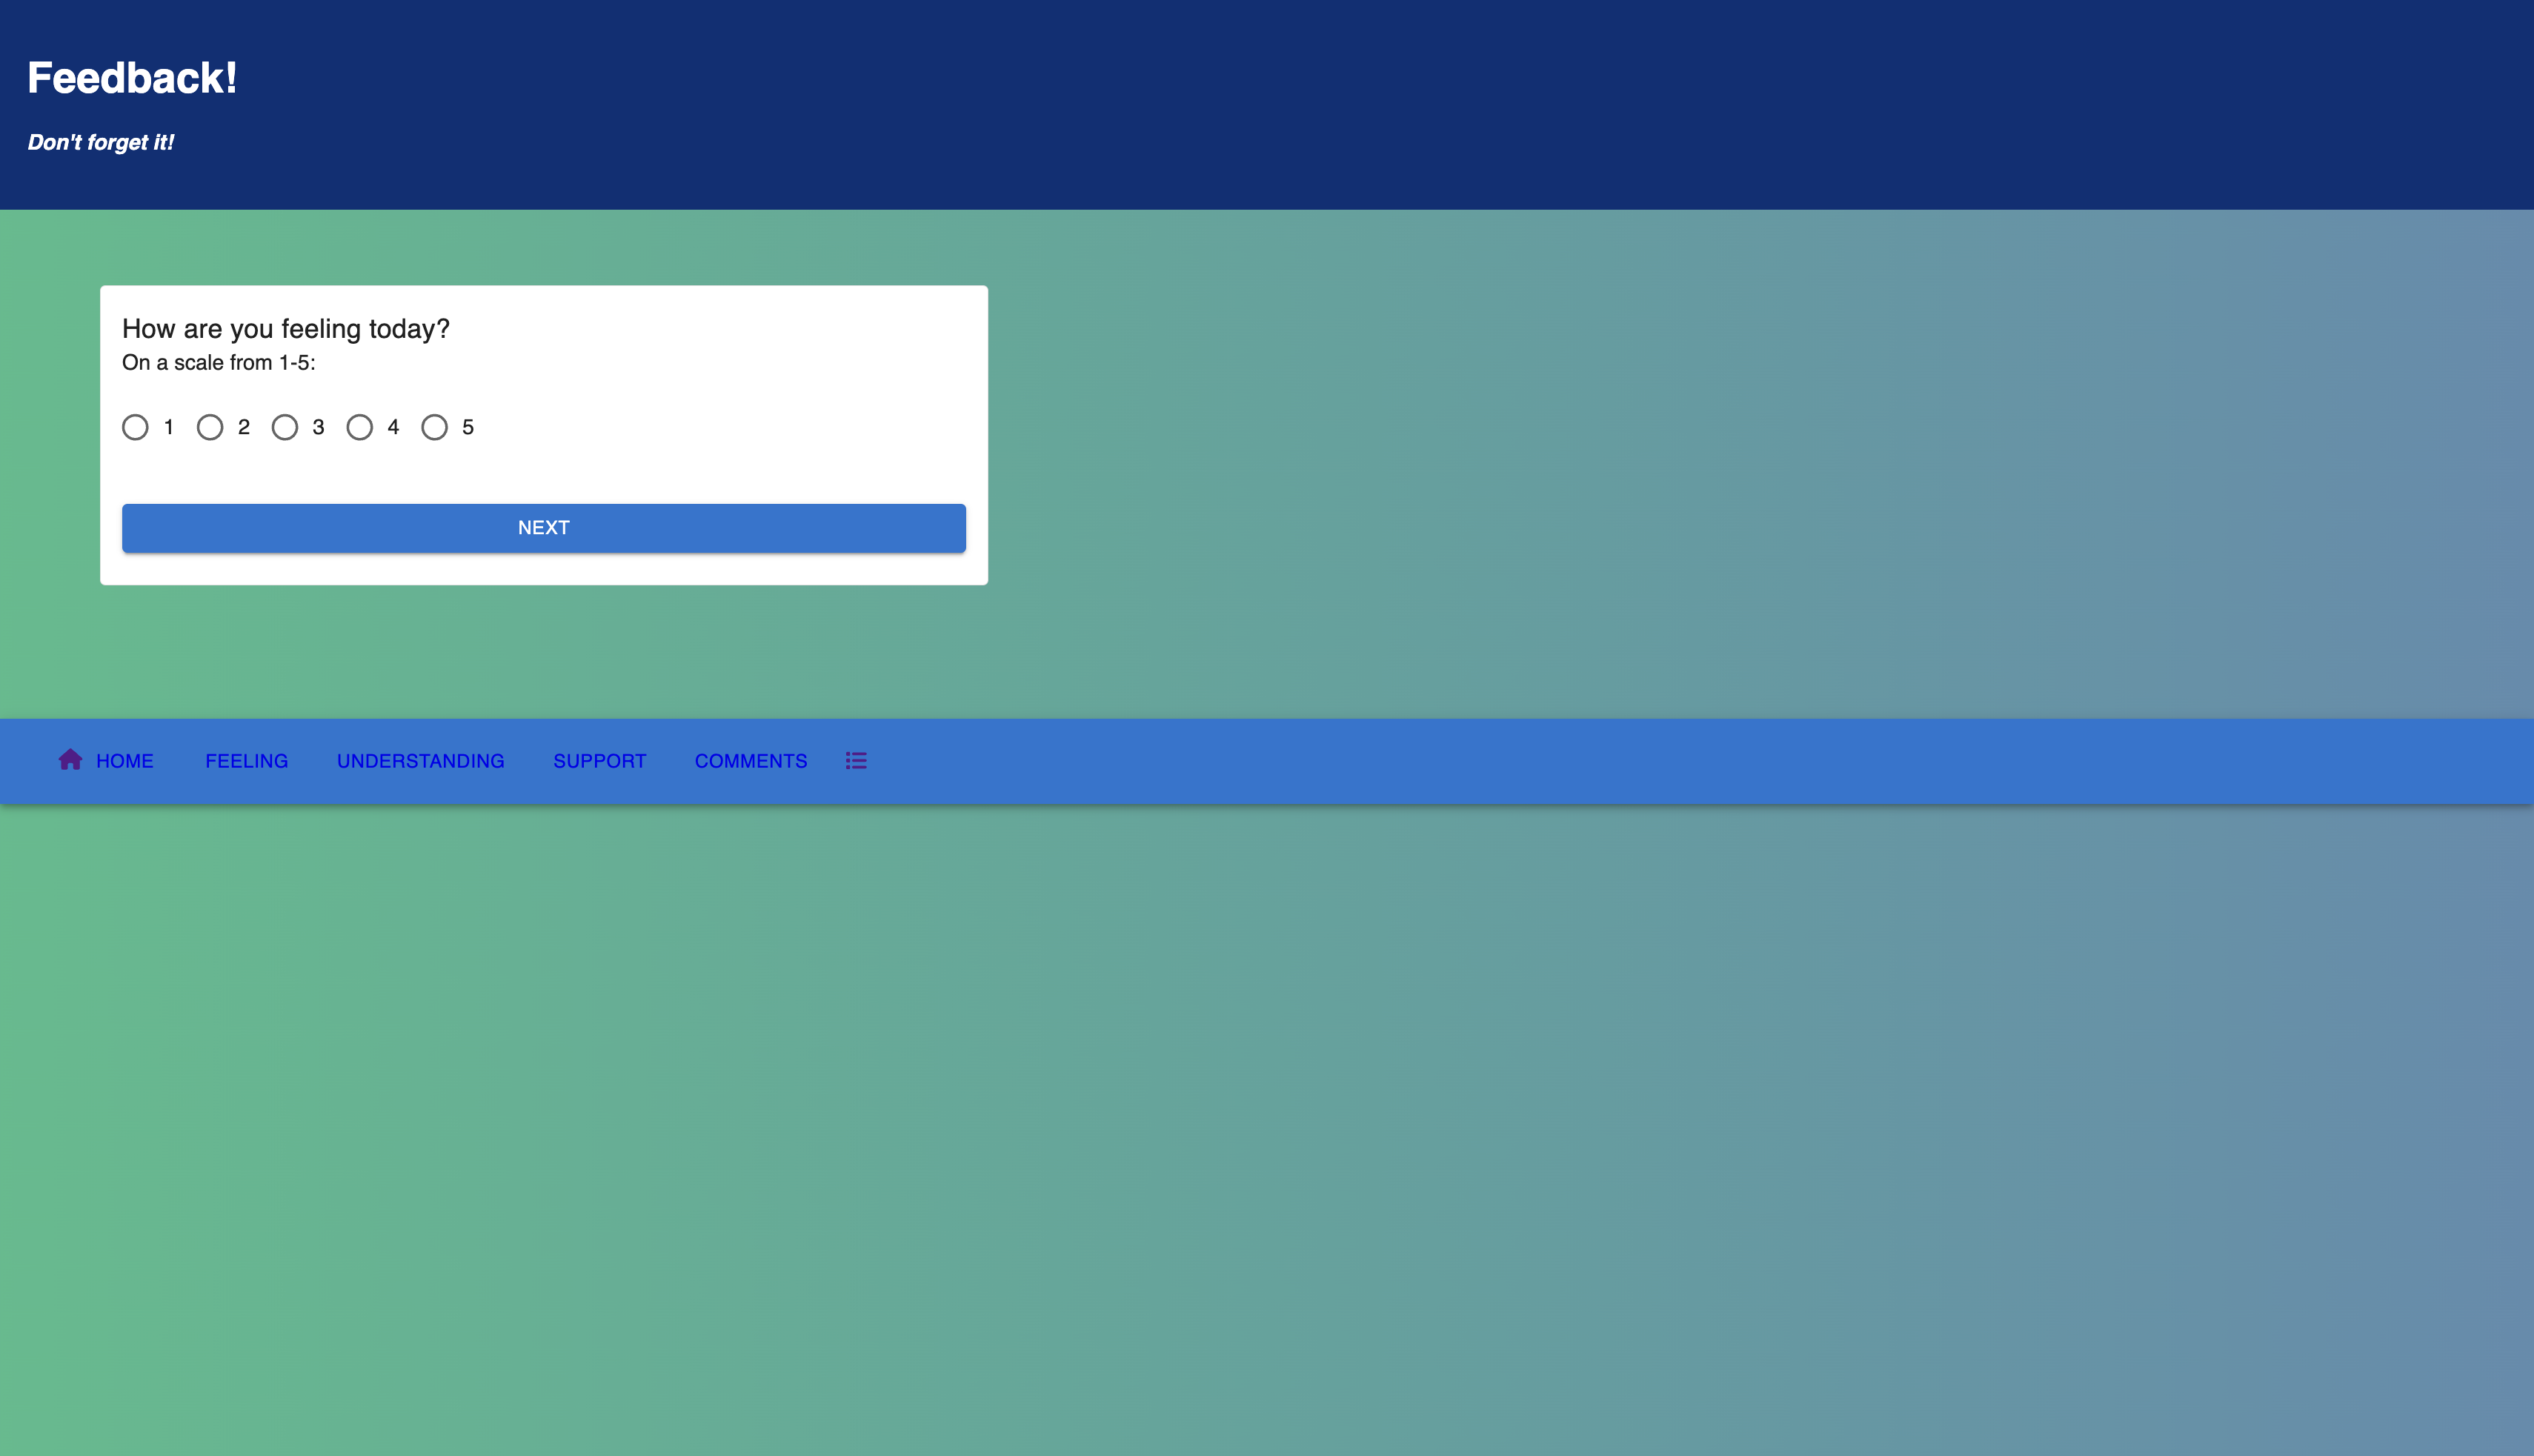 Feedback!
Don't forget it!
How are you feeling today?
On a scale from 1-5:
1 2 3 4 5
NEXT
HOME FEELING UNDERSTANDING SUPPORT COMMENTS